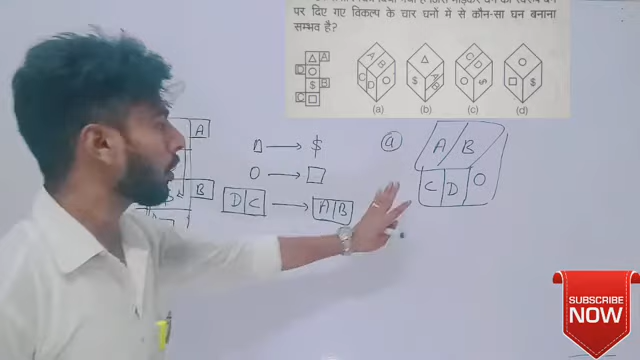 पर दिए गए विकल्प के चार घनों में से कौन-सा घन बनाना
सम्भव है?
A
D
$ B
C
A B
C D
$
A B
C D
$
$
(a) (b) (c) (d)
A
B
→ $
O →
D C → A B
a
A B
C D O
SUBSCRIBE
NOW